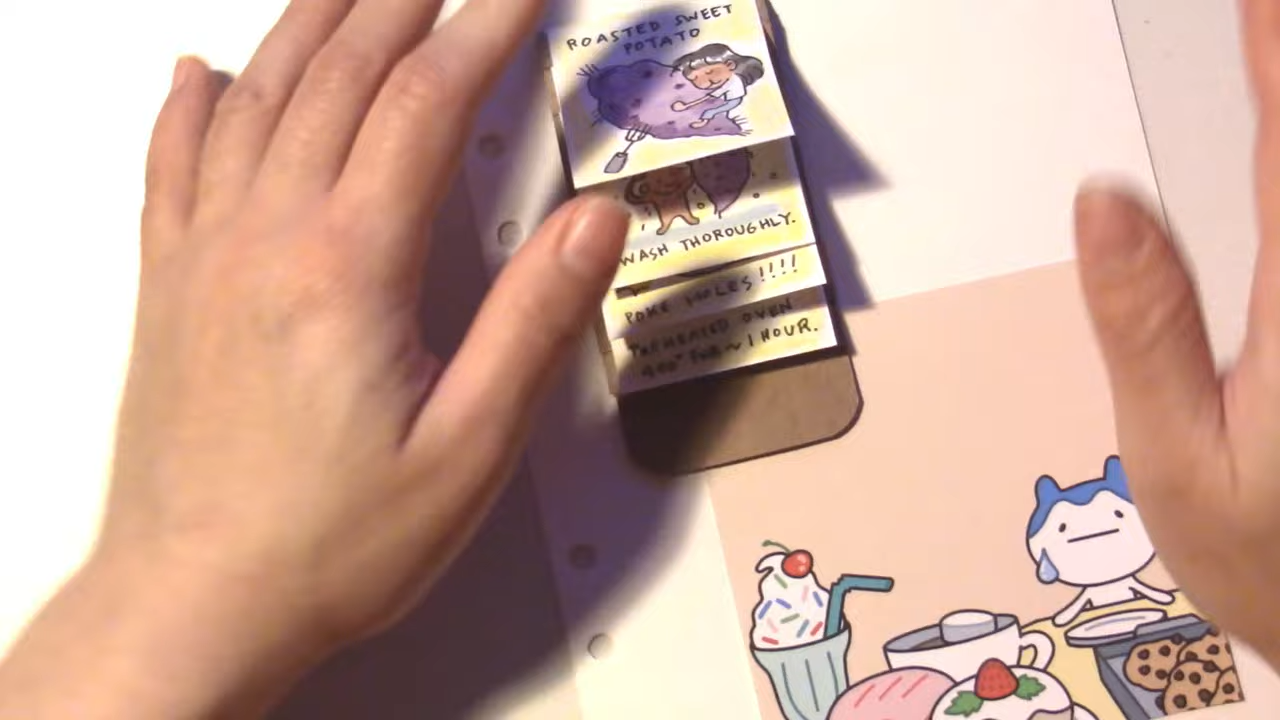 ROASTED SWEET
POTATO
WASH THOROUGHLY.
POKE HOLES!!!!
PREHEATED OVEN
400° FOR ~ 1 HOUR.